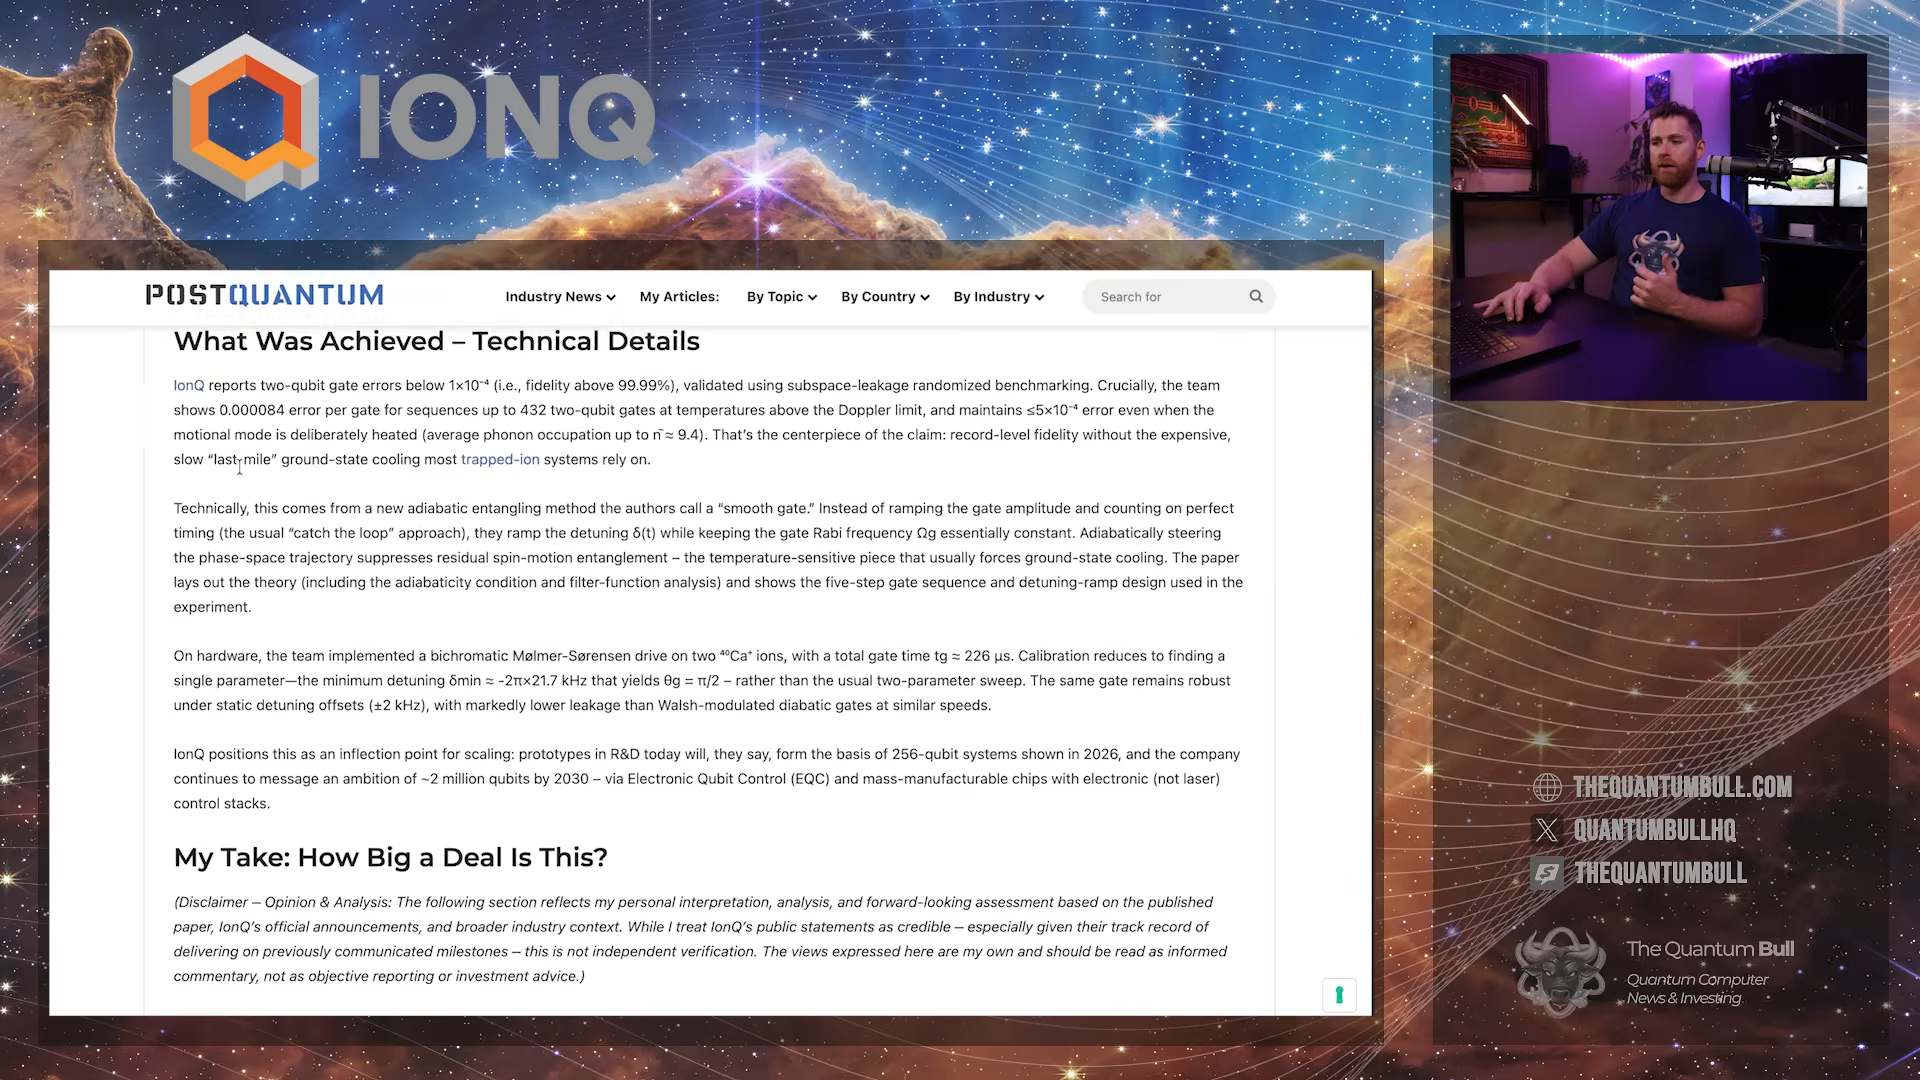 IONQ
POSTQUANTUM
Industry News
My Articles:
By Topic
By Country
By Industry
Search for
What Was Achieved – Technical Details
IonQ reports two-qubit gate errors below 1×10⁻⁴ (i.e., fidelity above 99.99%), validated using subspace-leakage randomized benchmarking. Crucially, the team
shows 0.000084 error per gate for sequences up to 432 two-qubit gates at temperatures above the Doppler limit, and maintains ≤5×10⁻⁴ error even when the
motional mode is deliberately heated (average phonon occupation up to n̄ ≈ 9.4). That’s the centerpiece of the claim: record-level fidelity without the expensive,
slow “last-mile” ground-state cooling most trapped-ion systems rely on.
Technically, this comes from a new adiabatic entangling method the authors call a “smooth gate.” Instead of ramping the gate amplitude and counting on perfect
timing (the usual “catch the loop” approach), they ramp the detuning δ(t) while keeping the gate Rabi frequency Ωg essentially constant. Adiabatically steering
the phase-space trajectory suppresses residual spin-motion entanglement – the temperature-sensitive piece that usually forces ground-state cooling. The paper
lays out the theory (including the adiabaticity condition and filter-function analysis) and shows the five-step gate sequence and detuning-ramp design used in the
experiment.
On hardware, the team implemented a bichromatic Mølmer-Sørensen drive on two ⁴⁰Ca⁺ ions, with a total gate time tg ≈ 226 μs. Calibration reduces to finding a
single parameter—the minimum detuning δmin ≈ -2π×21.7 kHz that yields θg = π/2 – rather than the usual two-parameter sweep. The same gate remains robust
under static detuning offsets (±2 kHz), with markedly lower leakage than Walsh-modulated diabatic gates at similar speeds.
IonQ positions this as an inflection point for scaling: prototypes in R&D today will, they say, form the basis of 256-qubit systems shown in 2026, and the company
continues to message an ambition of ~2 million qubits by 2030 – via Electronic Qubit Control (EQC) and mass-manufacturable chips with electronic (not laser)
control stacks.
My Take: How Big a Deal Is This?
(Disclaimer – Opinion & Analysis: The following section reflects my personal interpretation, analysis, and forward-looking assessment based on the published
paper, IonQ’s official announcements, and broader industry context. While I treat IonQ’s public statements as credible – especially given their track record of
delivering on previously communicated milestones – this is not independent verification. The views expressed here are my own and should be read as informed
commentary, not as objective reporting or investment advice.)
THEQUANTUMBULL.COM
QUANTUMBULLHQ
THEQUANTUMBULL
The Quantum Bull
Quantum Computer
News & Investing